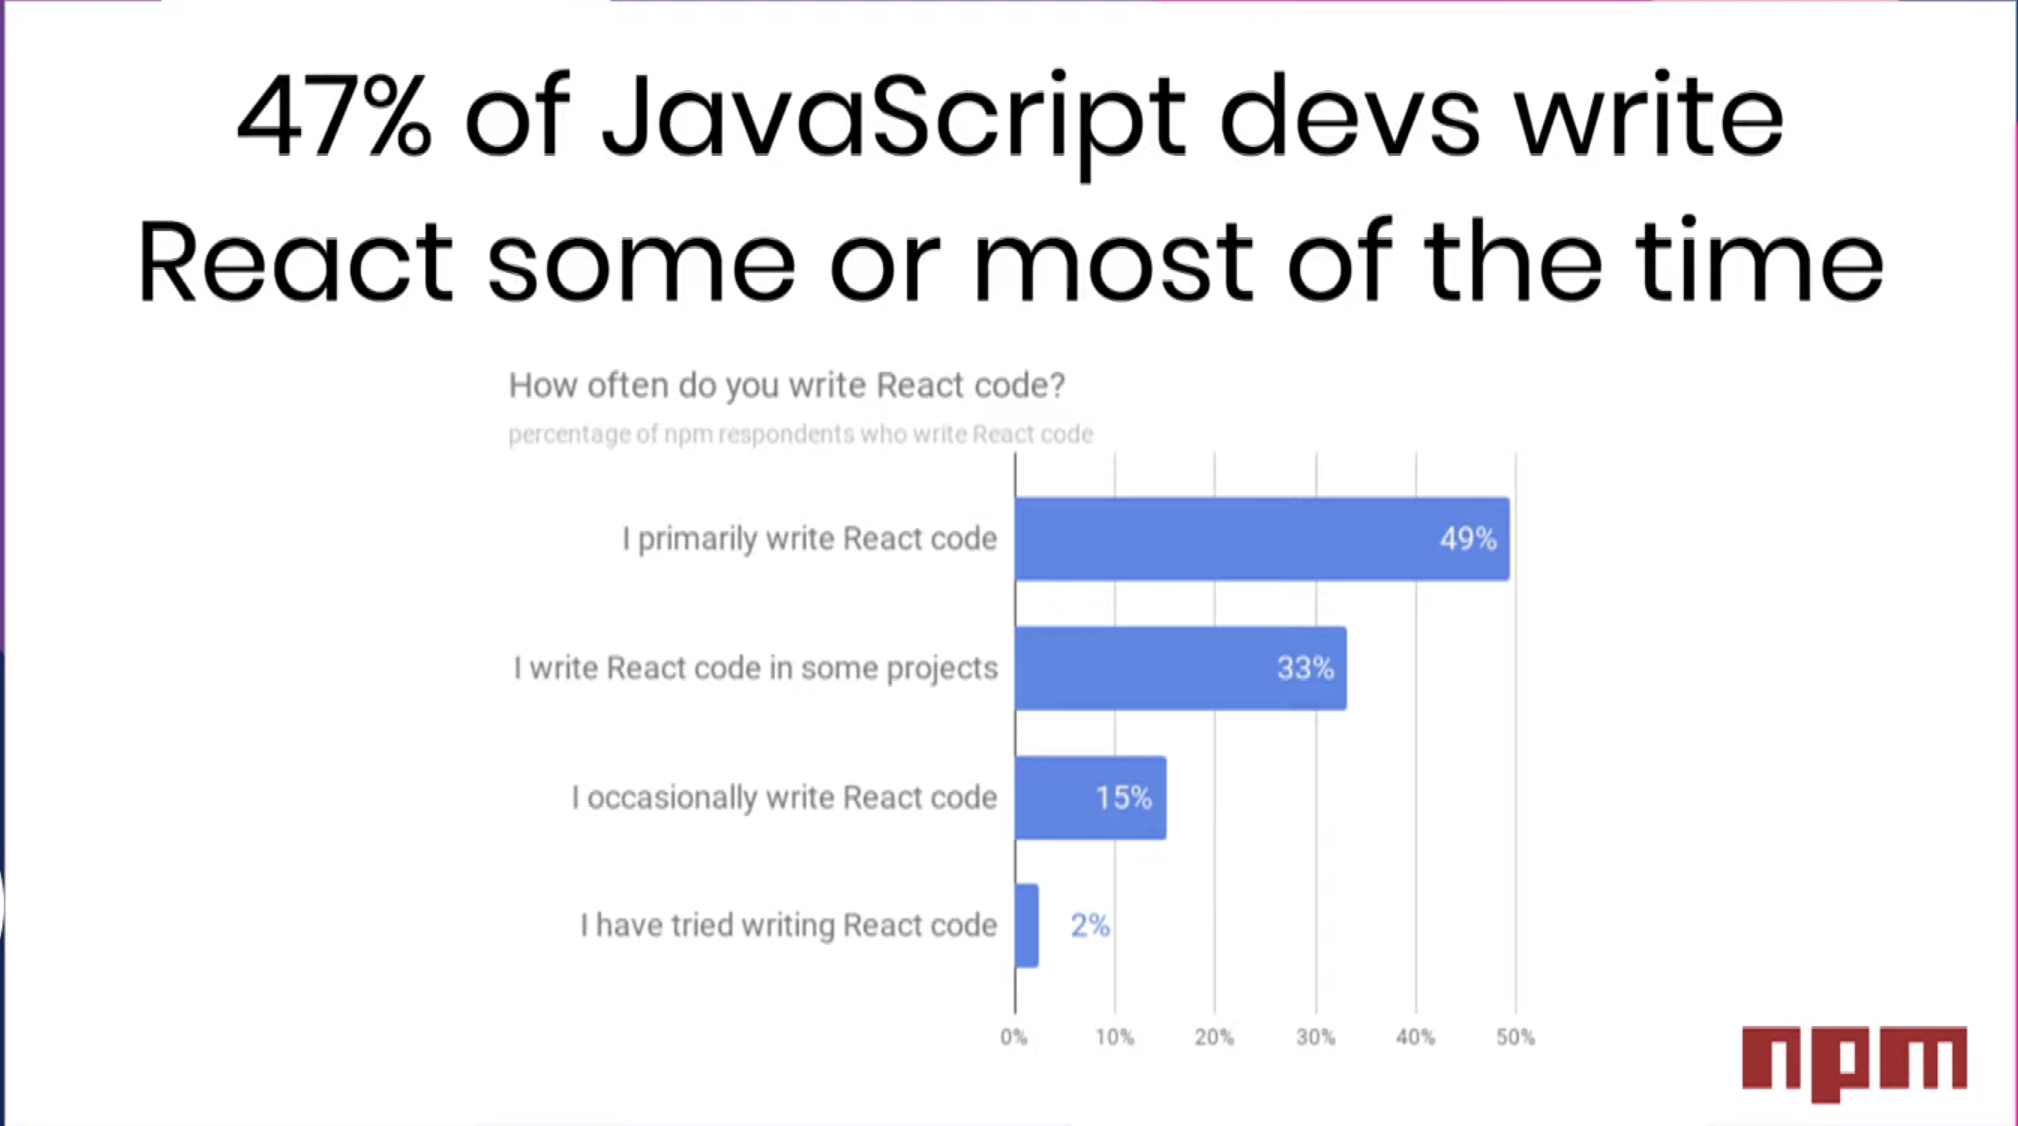 47% of JavaScript devs write
React some or most of the time
How often do you write React code?
percentage of npm respondents who write React code
I primarily write React code 49%
I write React code in some projects 33%
I occasionally write React code 15%
I have tried writing React code 2%
0% 10% 20% 30% 40% 50%
npm